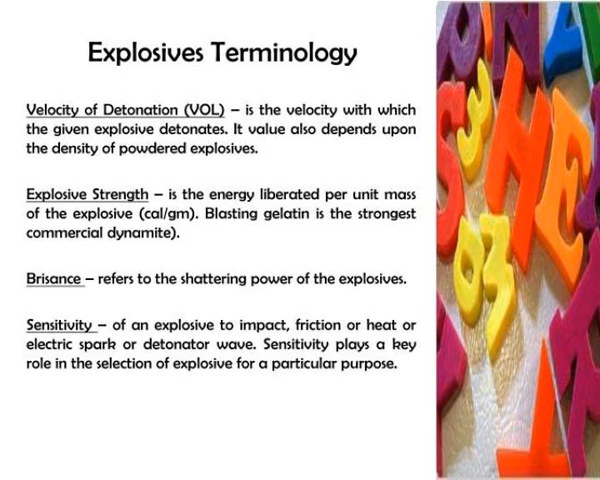 Explosives Terminology
Velocity of Detonation (VOL) – is the velocity with which
the given explosive detonates. It value also depends upon
the density of powdered explosives.
Explosive Strength – is the energy liberated per unit mass
of the explosive (cal/gm). Blasting gelatin is the strongest
commercial dynamite).
Brisance – refers to the shattering power of the explosives.
Sensitivity – of an explosive to impact, friction or heat or
electric spark or detonator wave. Sensitivity plays a key
role in the selection of explosive for a particular purpose.